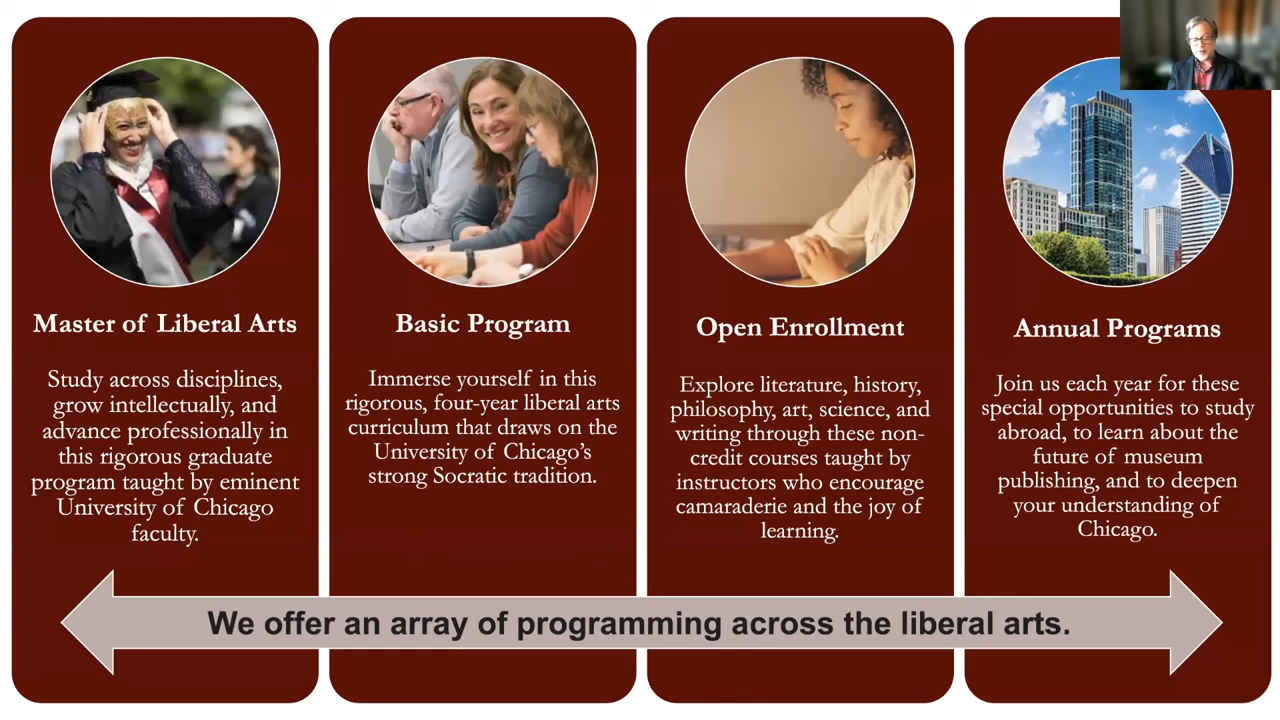 Master of Liberal Arts
Study across disciplines,
grow intellectually, and
advance professionally in
this rigorous graduate
program taught by eminent
University of Chicago
faculty.
Basic Program
Immerse yourself in this
rigorous, four-year liberal arts
curriculum that draws on the
University of Chicago’s
strong Socratic tradition.
Open Enrollment
Explore literature, history,
philosophy, art, science, and
writing through these non-
credit courses taught by
instructors who encourage
camaraderie and the joy of
learning.
Annual Programs
Join us each year for these
special opportunities to study
abroad, to learn about the
future of museum
publishing, and to deepen
your understanding of
Chicago.
We offer an array of programming across the liberal arts.